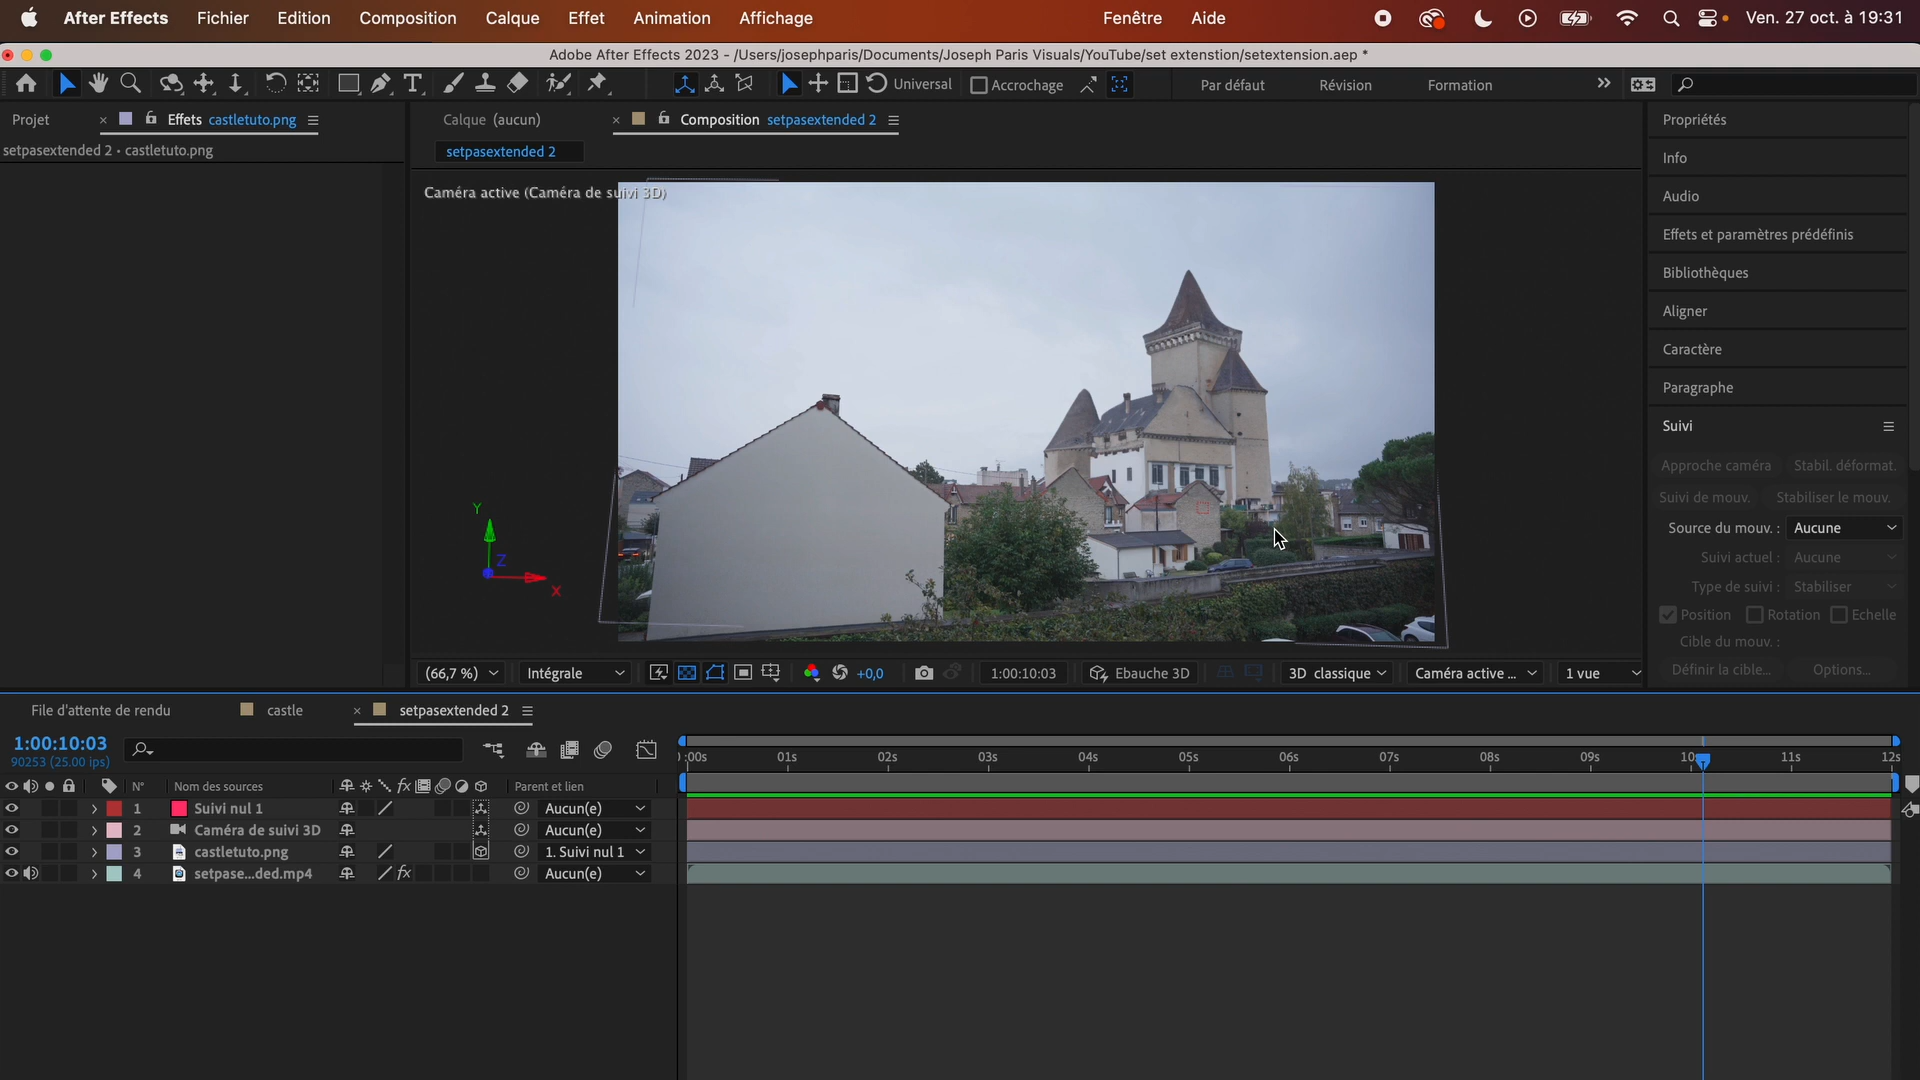 After Effects Fichier Edition Composition Calque Effet Animation Affichage Fenêtre Aide Ven. 27 oct. à 19:31
Adobe After Effects 2023 - /Users/josephparis/Documents/Joseph Paris Visuals/YouTube/set extenstion/setextension.aep *
Universal Accrochage Par défaut Révision Formation
Projet Effets castletuto.png
Calque (aucun) Composition setpasextended 2
setpasextended 2 • castletuto.png
setpasextended 2
Caméra active (Caméra de suivi 3D)
Y
Z
X
Propriétés
Info
Audio
Effets et paramètres prédéfinis
Bibliothèques
Aligner
Caractère
Paragraphe
Suivi
Approche caméra Stabil. déformat.
Suivi de mouv. Stabiliser le mouv.
Source du mouv. : Aucune
Suivi actuel : Aucune
Type de suivi : Stabiliser
Position Rotation Echelle
Cible du mouv. :
Définir la cible... Options...
(66,7 %) Intégrale +0,0 1:00:10:03 Ebauche 3D 3D classique Caméra active ... 1 vue
File d'attente de rendu castle setpasextended 2
1:00:10:03
90253 (25.00 ips)
:00s 01s 02s 03s 04s 05s 06s 07s 08s 09s 10s 11s 12s
N° Nom des sources fx Parent et lien
1 Suivi nul 1 Aucun(e)
2 Caméra de suivi 3D Aucun(e)
3 castletuto.png 1. Suivi nul 1
4 setpase...ded.mp4 fx Aucun(e)